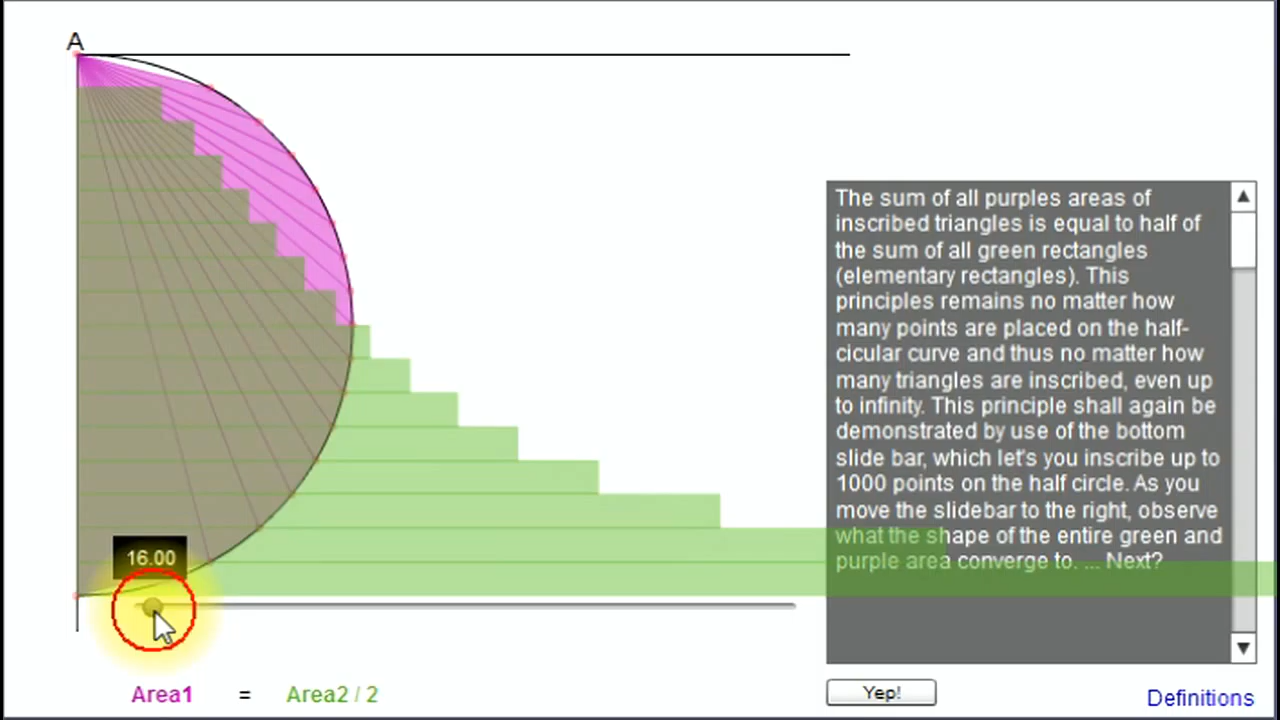 A
The sum of all purples areas of
inscribed triangles is equal to half of
the sum of all green rectangles
(elementary rectangles). This
principles remains no matter how
many points are placed on the half-
cicular curve and thus no matter how
many triangles are inscribed, even up
to infinity. This principle shall again be
demonstrated by use of the bottom
slide bar, which let's you inscribe up to
1000 points on the half circle. As you
move the slidebar to the right, observe
what the shape of the entire green and
purple area converge to. ... Next?
16.00
Area1 = Area2 / 2
Yep!
Definitions